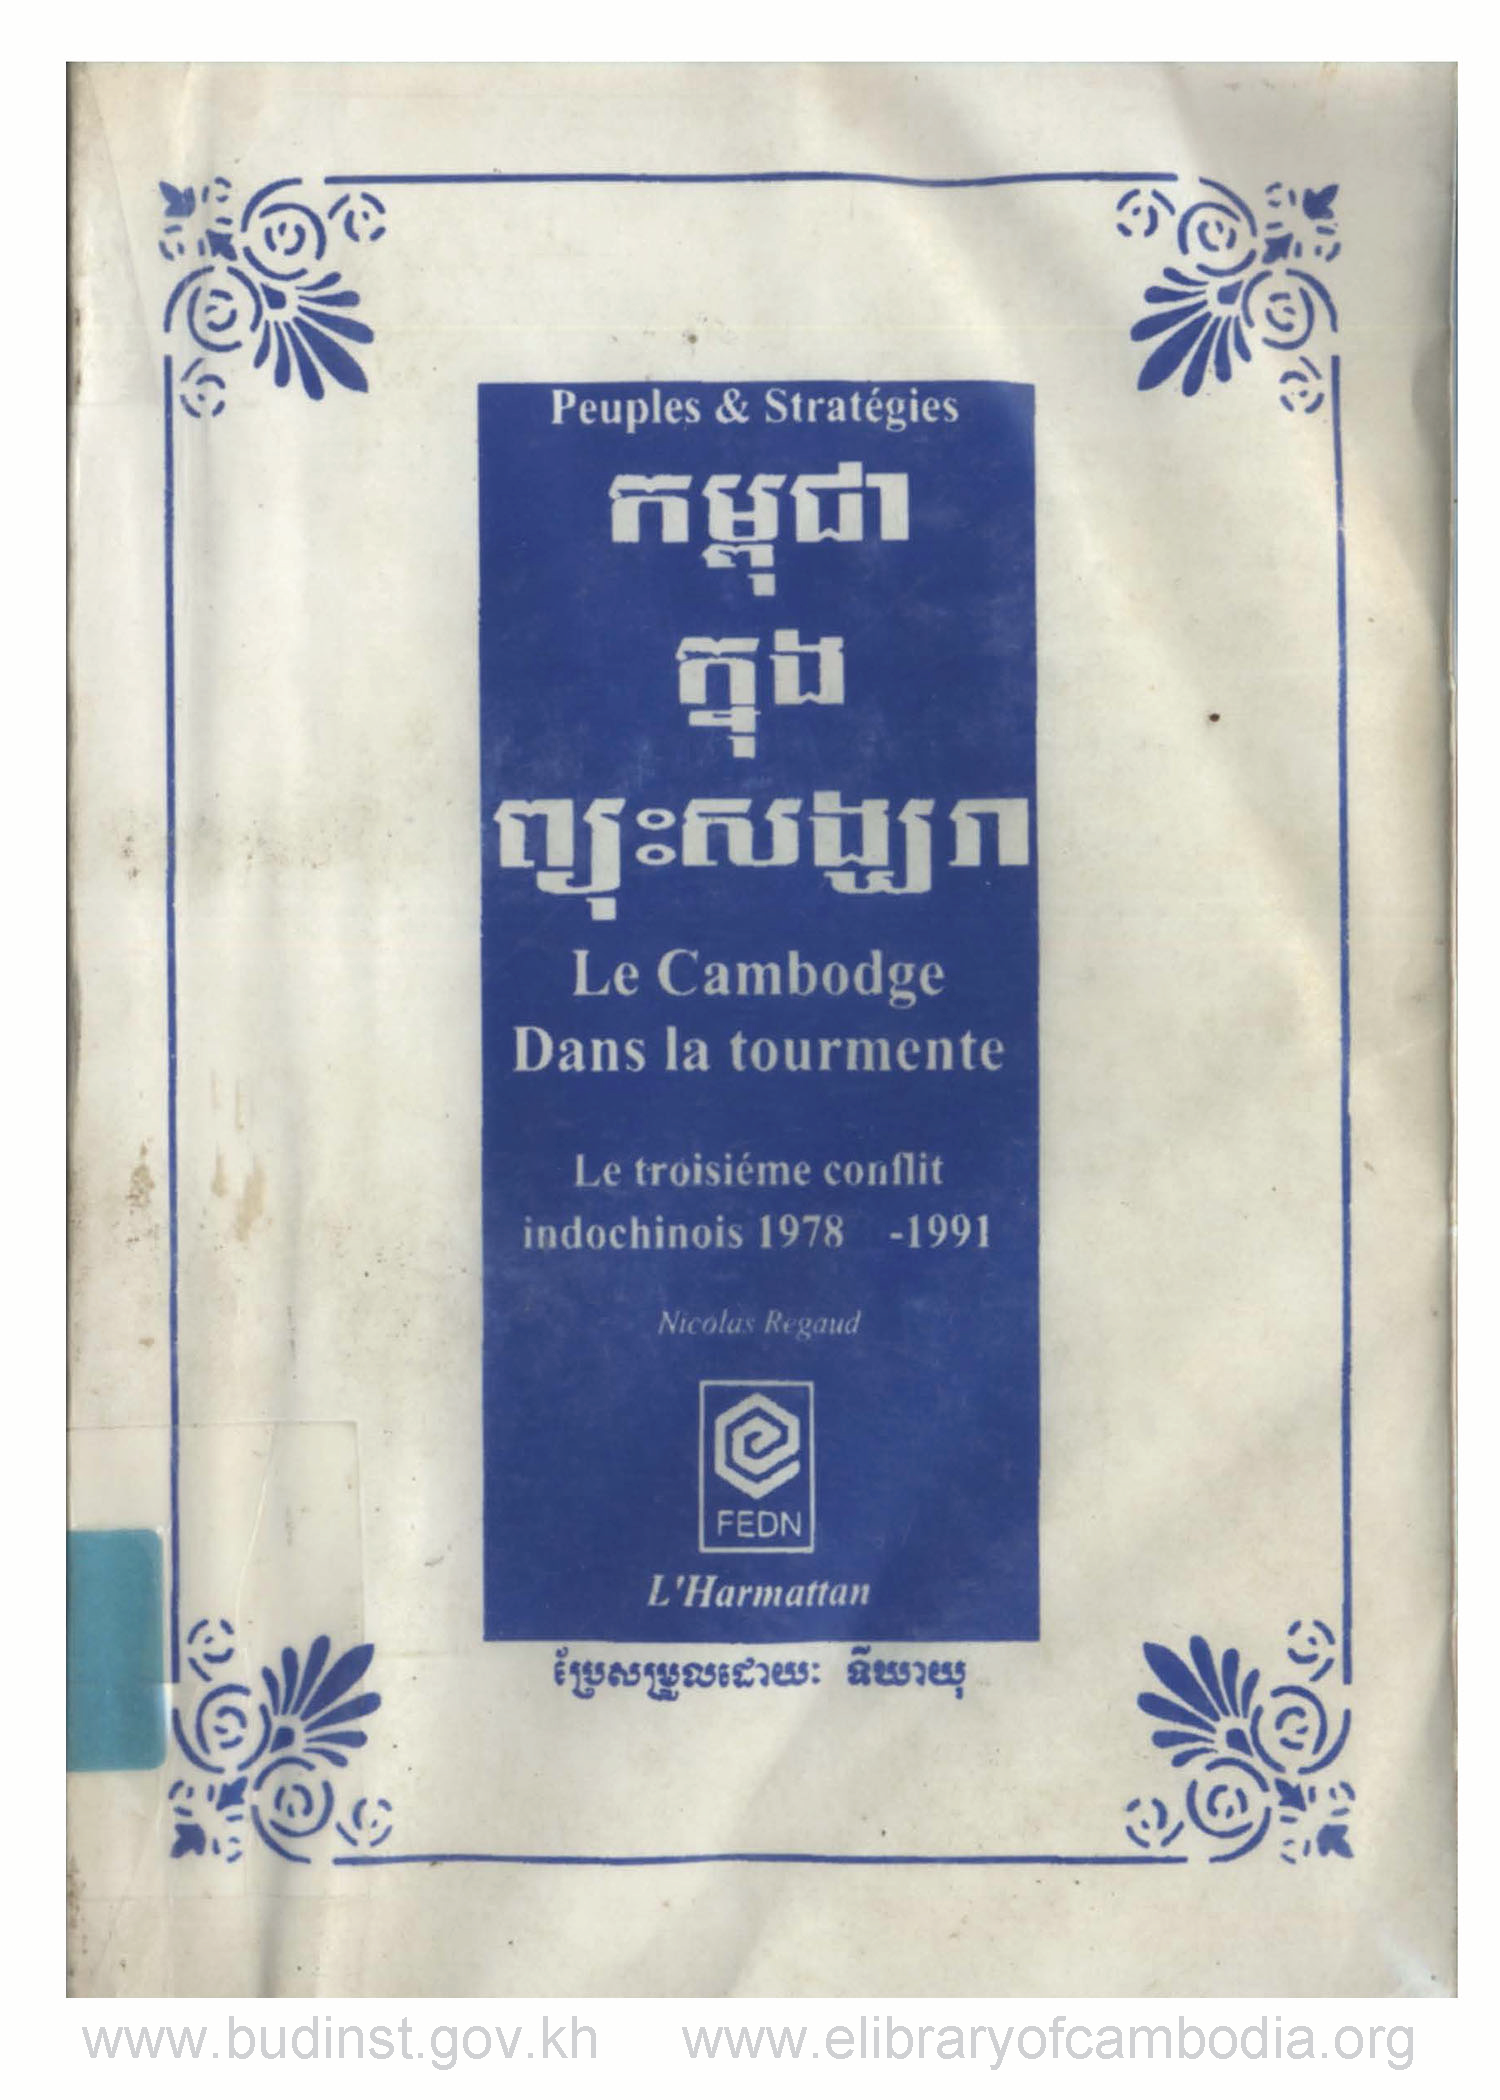 Peuples & Stratégies
កម្ពុជា
ក្នុង
ព្យុះសង្ឃរា
Le Cambodge
Dans la tourmente
Le troisiéme conflit
indochinois 1978 -1991
Nicolas Regaud
FEDN
L'Harmattan
ប្រែសម្រួលដោយ: ទីឃាយុ
www.budinst.gov.kh www.elibraryofcambodia.org